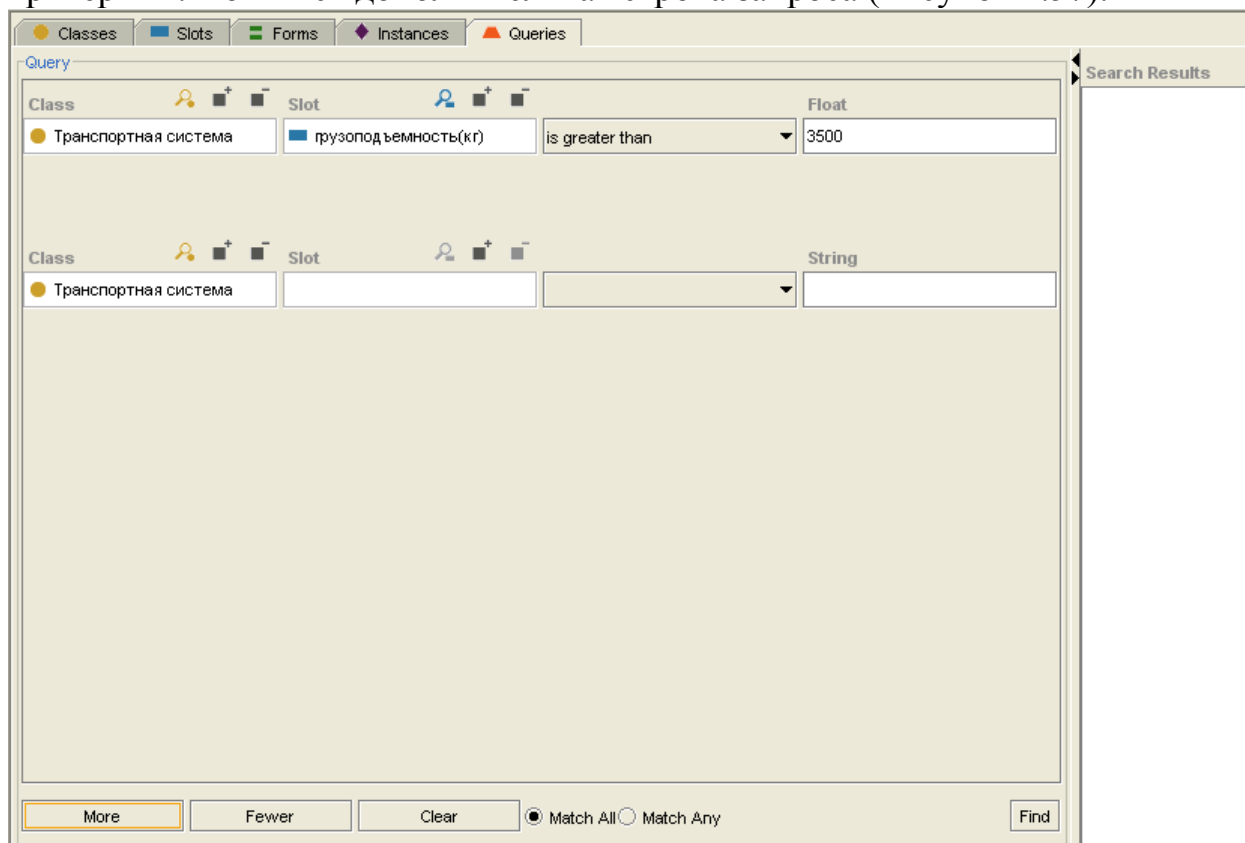 Classes Slots Forms Instances Queries
Query
Search Results
Class Slot Float
Транспортная система грузоподъемность(кг) is greater than 3500
Class Slot String
Транспортная система
More Fewer Clear Match All Match Any Find